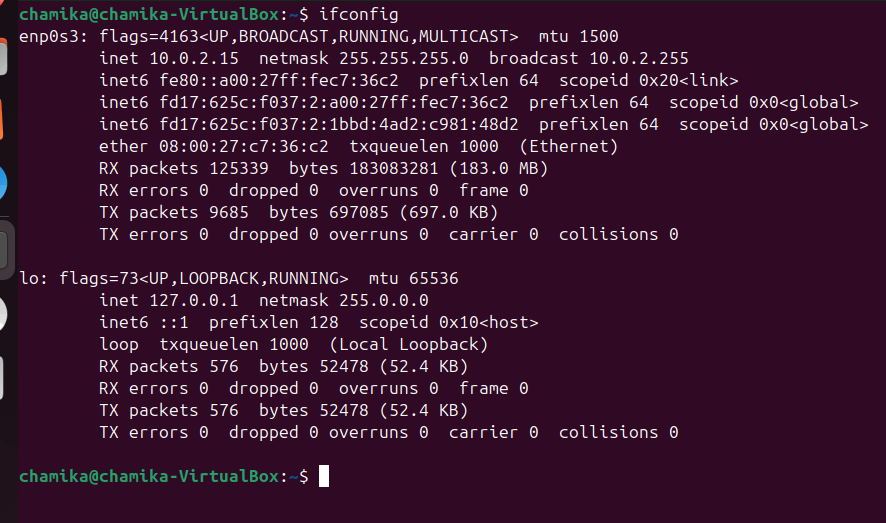 chamika@chamika-VirtualBox:~$ ifconfig
enp0s3: flags=4163<UP,BROADCAST,RUNNING,MULTICAST>  mtu 1500
        inet 10.0.2.15  netmask 255.255.255.0  broadcast 10.0.2.255
        inet6 fe80::a00:27ff:fec7:36c2  prefixlen 64  scopeid 0x20<link>
        inet6 fd17:625c:f037:2:a00:27ff:fec7:36c2  prefixlen 64  scopeid 0x0<global>
        inet6 fd17:625c:f037:2:1bbd:4ad2:c981:48d2  prefixlen 64  scopeid 0x0<global>
        ether 08:00:27:c7:36:c2  txqueuelen 1000  (Ethernet)
        RX packets 125339  bytes 183083281 (183.0 MB)
        RX errors 0  dropped 0  overruns 0  frame 0
        TX packets 9685  bytes 697085 (697.0 KB)
        TX errors 0  dropped 0 overruns 0  carrier 0  collisions 0

lo: flags=73<UP,LOOPBACK,RUNNING>  mtu 65536
        inet 127.0.0.1  netmask 255.0.0.0
        inet6 ::1  prefixlen 128  scopeid 0x10<host>
        loop  txqueuelen 1000  (Local Loopback)
        RX packets 576  bytes 52478 (52.4 KB)
        RX errors 0  dropped 0  overruns 0  frame 0
        TX packets 576  bytes 52478 (52.4 KB)
        TX errors 0  dropped 0 overruns 0  carrier 0  collisions 0

chamika@chamika-VirtualBox:~$